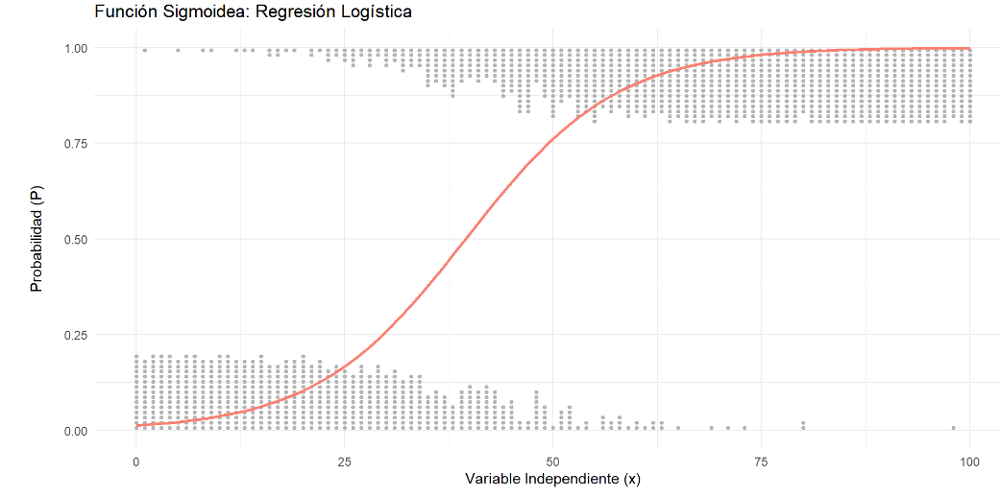 Función Sigmoidea: Regresión Logística
1.00
0.75
0.50
0.25
0.00
Probabilidad (P)
0 25 50 75 100
Variable Independiente (x)